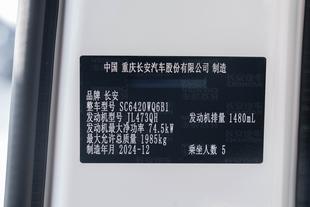 中国 重庆长安汽车股份有限公司 制造
品牌 长安
整车型号 SC6420WQ6B1
发动机型号 JL473QH 发动机排量 1480mL
发动机最大净功率 74.5kW
最大允许总质量 1985kg
制造年月 2024-12 乘坐人数 5